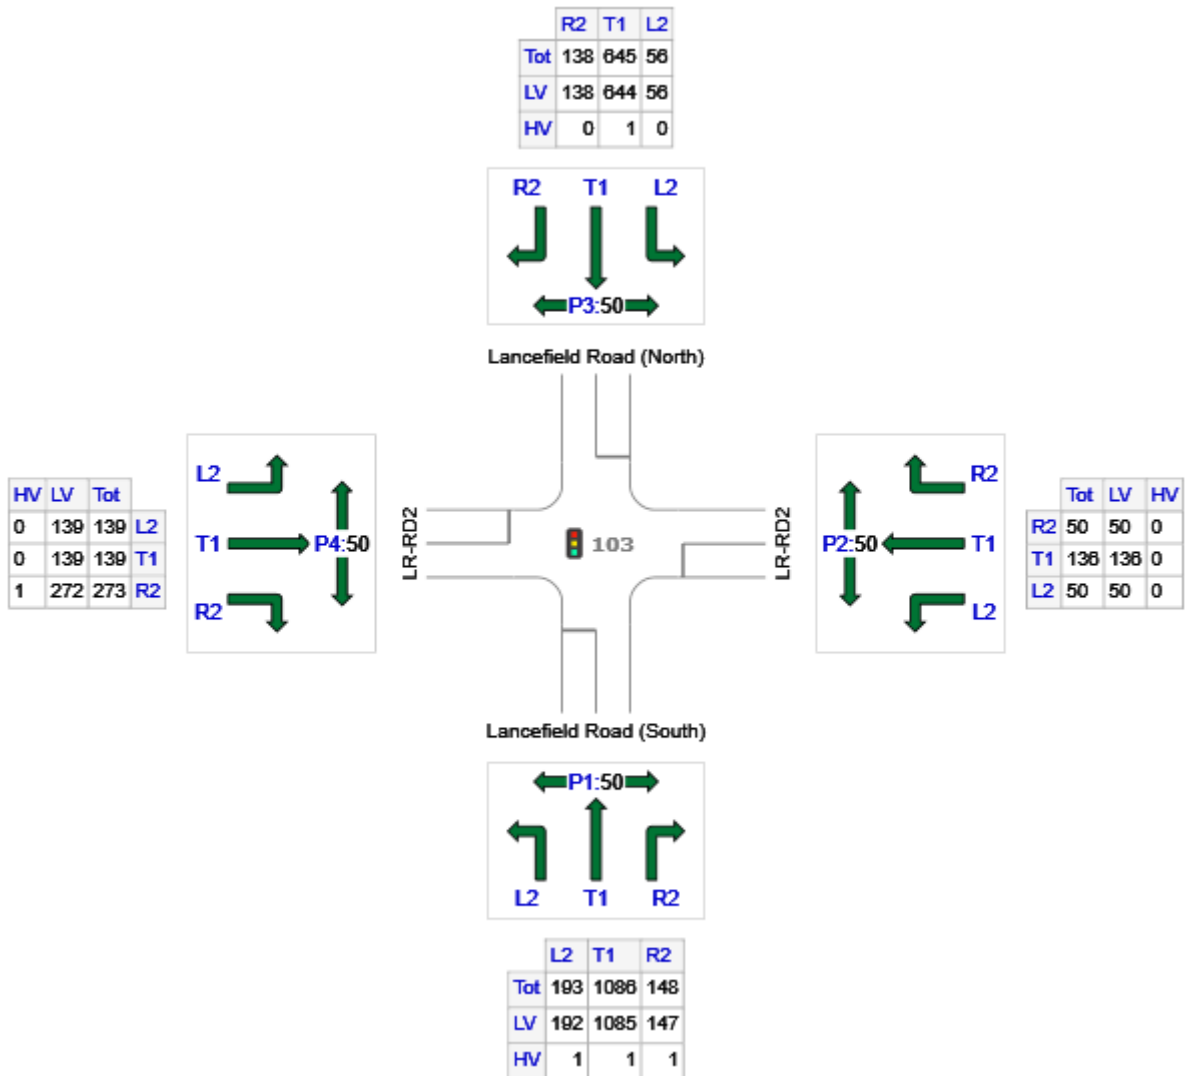 R2 T1 L2
Tot 138 645 56
LV 138 644 56
HV 0 1 0
R2 T1 L2
P3:50
Lancefield Road (North)
HV LV Tot
0 139 139 L2
0 139 139 T1
1 272 273 R2
L2
T1
R2
P4:50
LR-RD2
103
LR-RD2
P2:50
R2
T1
L2
Tot LV HV
R2 50 50 0
T1 136 136 0
L2 50 50 0
Lancefield Road (South)
P1:50
L2 T1 R2
L2 T1 R2
Tot 193 1086 148
LV 192 1085 147
HV 1 1 1